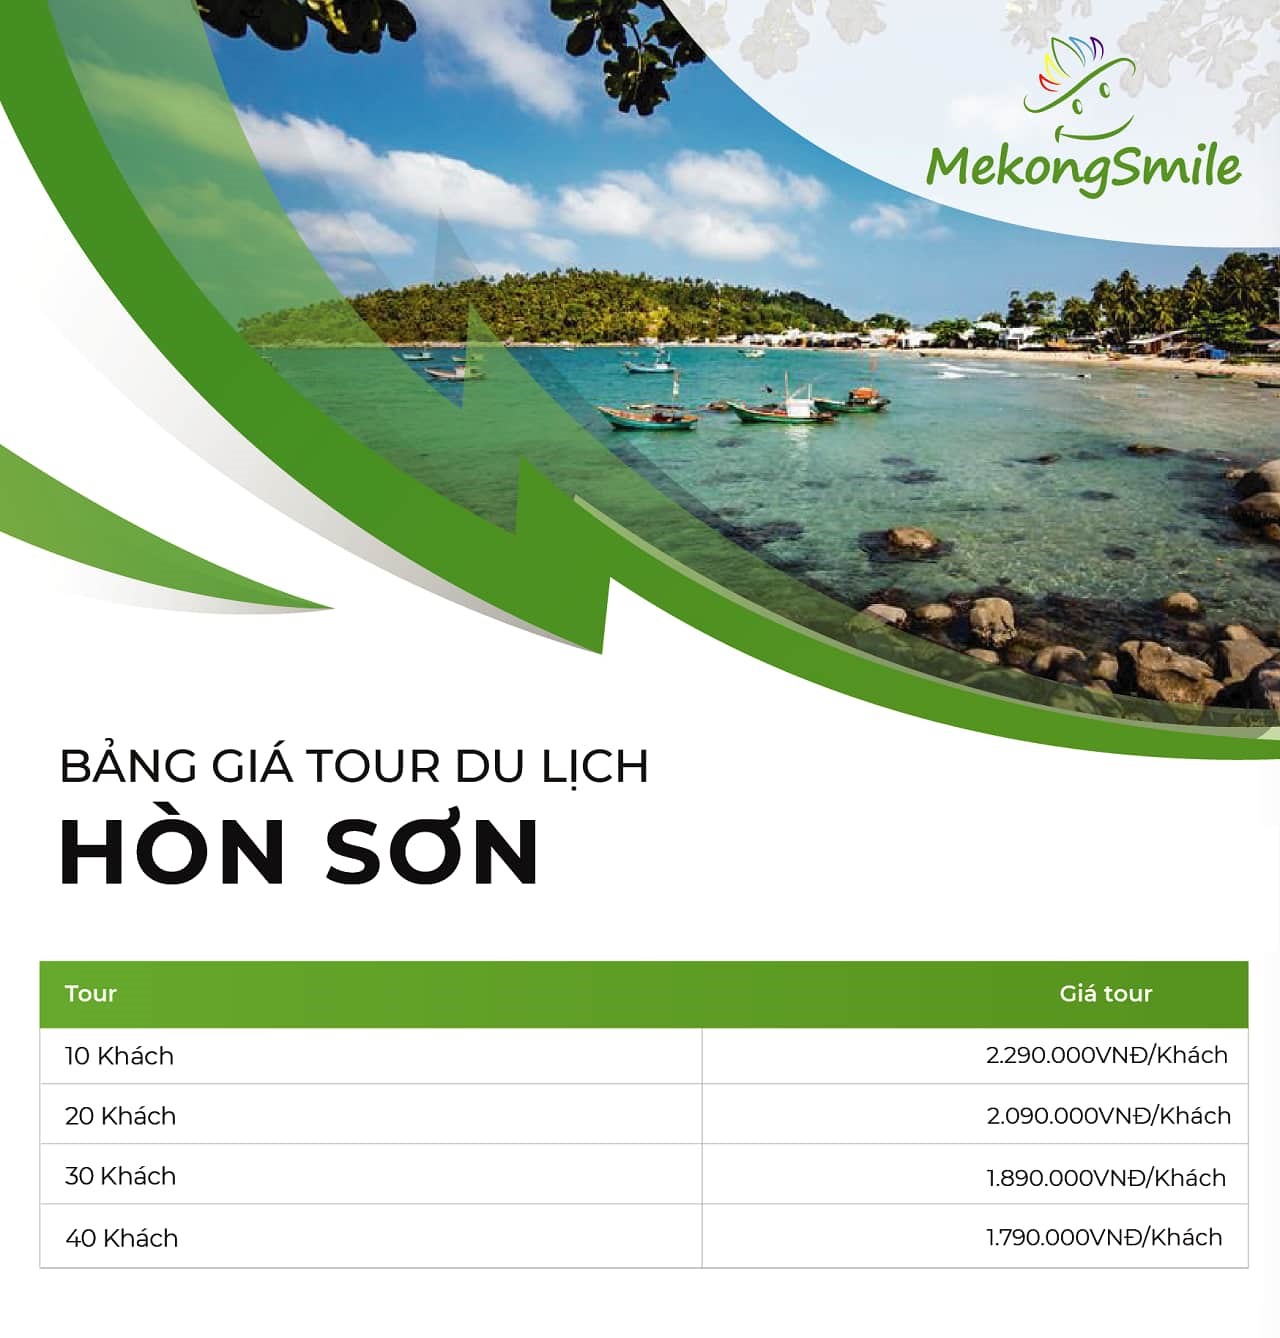 MekongSmile
BẢNG GIÁ TOUR DU LỊCH
HÒN SƠN
Tour Giá tour
10 Khách 2.290.000VNĐ/Khách
20 Khách 2.090.000VNĐ/Khách
30 Khách 1.890.000VNĐ/Khách
40 Khách 1.790.000VNĐ/Khách